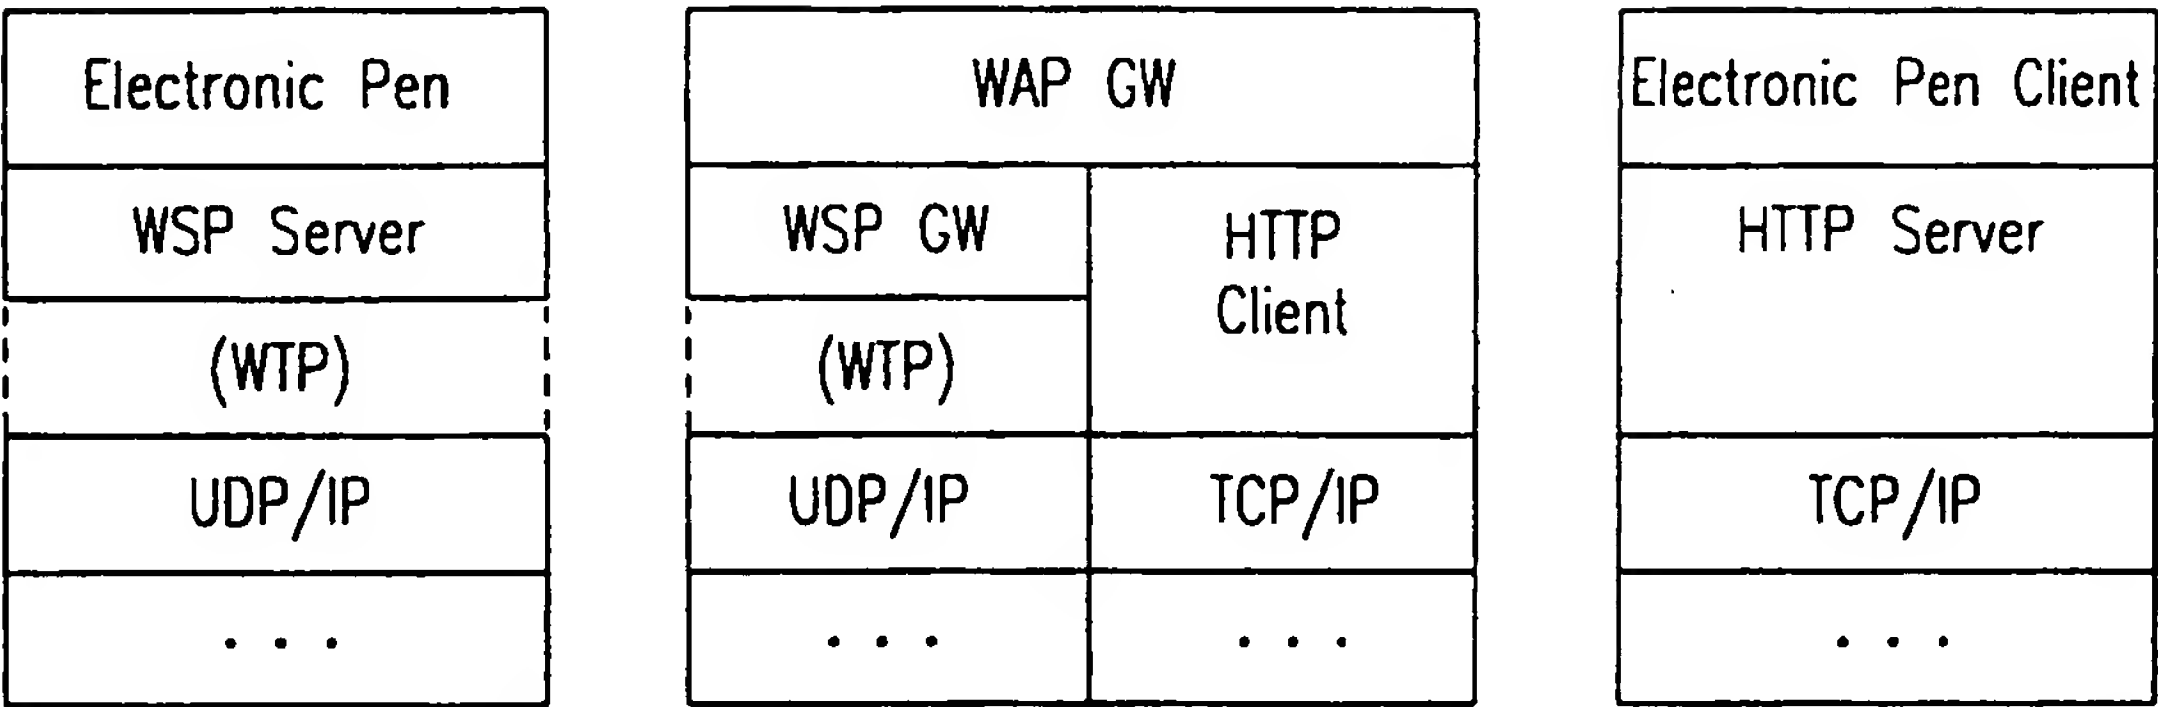 Electronic Pen
WSP Server
(WTP)
UDP/IP
. . .
WAP GW
WSP GW
(WTP)
UDP/IP
. . .
HTTP
Client
TCP/IP
. . .
Electronic Pen Client
HTTP Server
TCP/IP
. . .